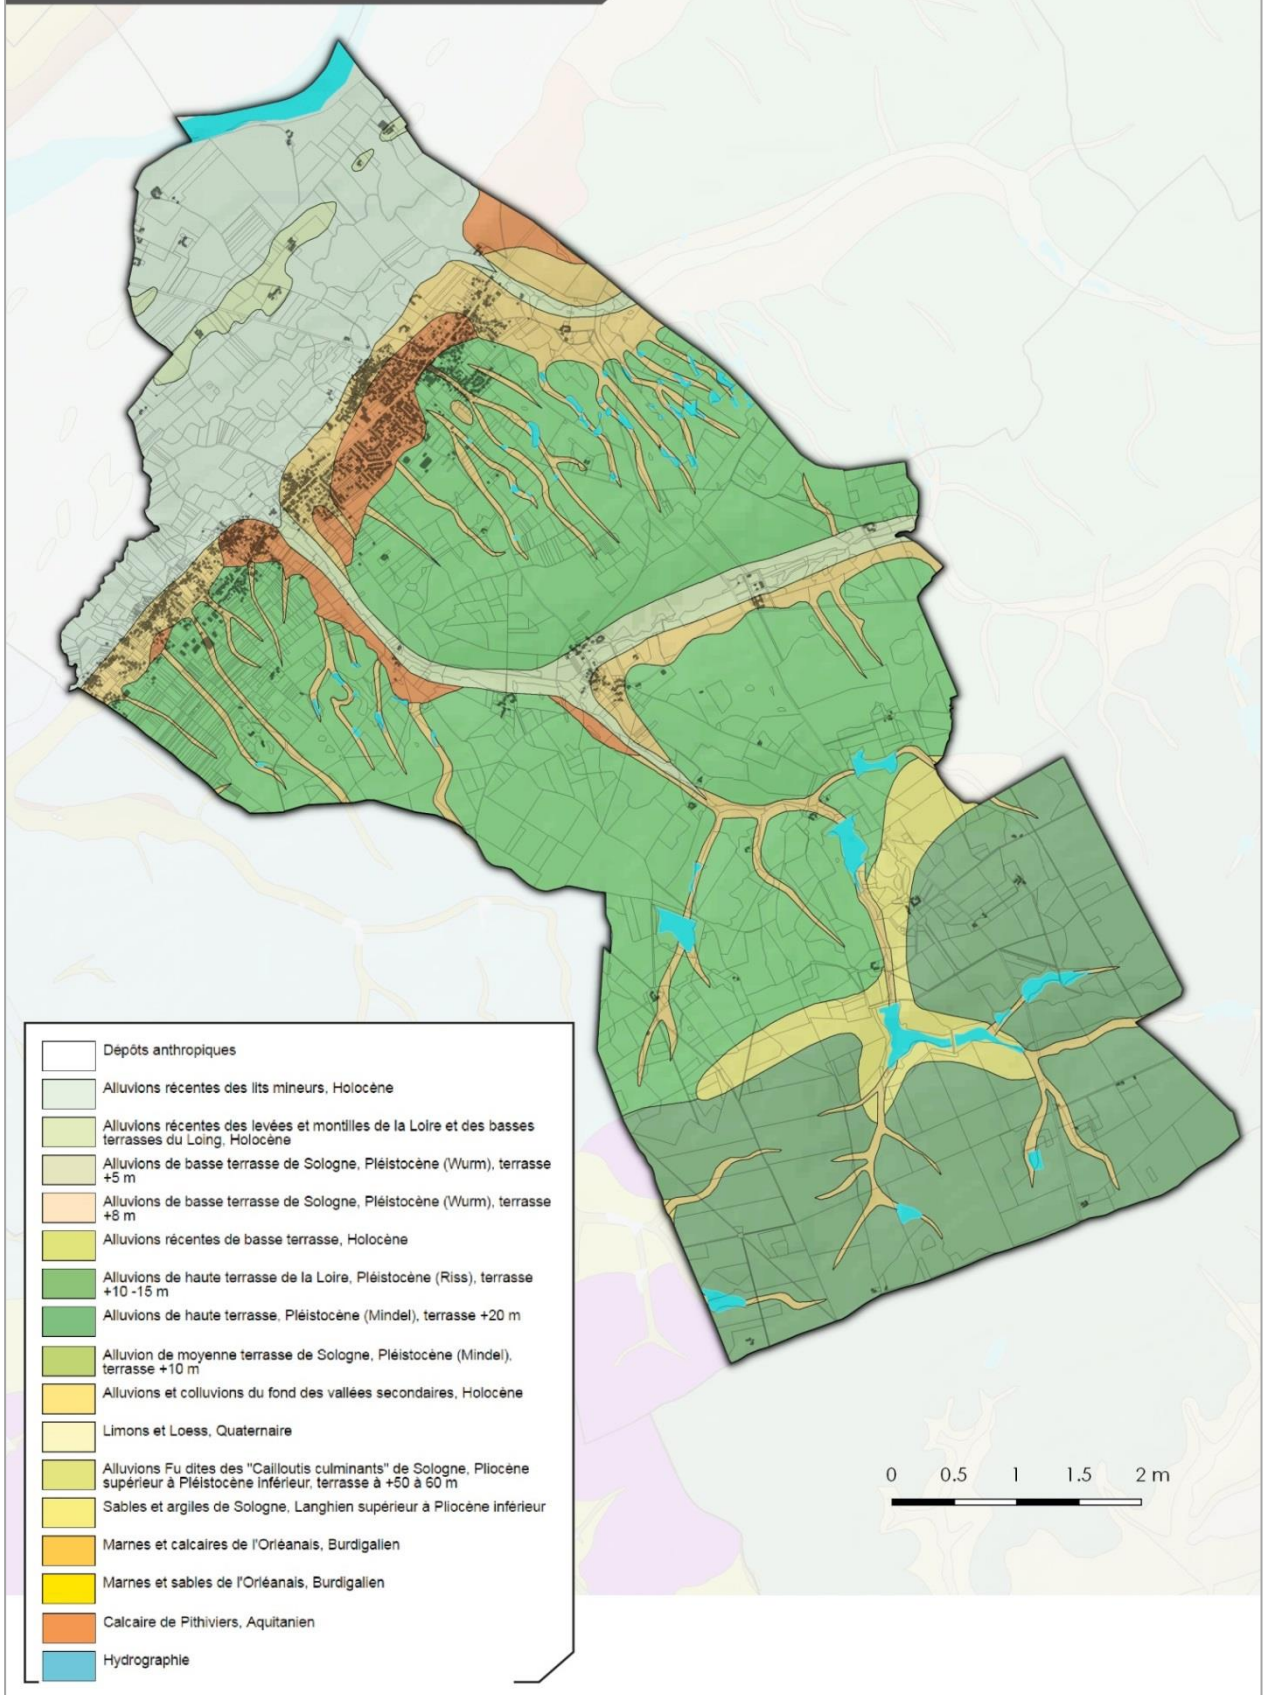 Dépôts anthropiques
Alluvions récentes des lits mineurs, Holocène
Alluvions récentes des levées et montilles de la Loire et des basses
terrasses du Loing, Holocène
Alluvions de basse terrasse de Sologne, Pléistocène (Wurm), terrasse
+5 m
Alluvions de basse terrasse de Sologne, Pléistocène (Wurm), terrasse
+8 m
Alluvions récentes de basse terrasse, Holocène
Alluvions de haute terrasse de la Loire, Pléistocène (Riss), terrasse
+10 -15 m
Alluvions de haute terrasse, Pléistocène (Mindel), terrasse +20 m
Alluvion de moyenne terrasse de Sologne, Pléistocène (Mindel),
terrasse +10 m
Alluvions et colluvions du fond des vallées secondaires, Holocène
Limons et Loess, Quaternaire
Alluvions Fu dites des "Cailloutis culminants" de Sologne, Pliocène
supérieur à Pléistocène inférieur, terrasse à +50 à 60 m
Sables et argiles de Sologne, Langhien supérieur à Pliocène inférieur
Marnes et calcaires de l'Orléanais, Burdigalien
Marnes et sables de l'Orléanais, Burdigalien
Calcaire de Pithiviers, Aquitanien
Hydrographie
0 0.5 1 1.5 2 m